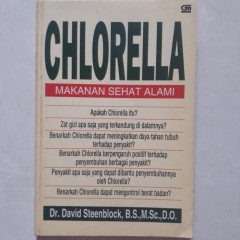 CHLORELLA
MAKANAN SEHAT ALAMI
Apakah Chlorella itu?
Zat gizi apa saja yang terkandung di dalamnya?
Benarkah Chlorella dapat meningkatkan daya tahan tubuh
terhadap penyakit?
Benarkah Chlorella berpengaruh positif terhadap
penyembuhan berbagai penyakit?
Penyakit apa saja yang dapat dibantu penyembuhannya
oleh Chlorella?
Benarkah Chlorella dapat mengontrol berat badan?
Dr. David Steenblock, B.S.,M.Sc.,D.O.